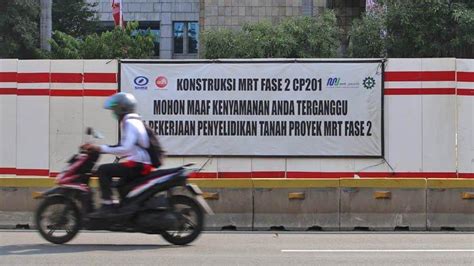 KONSTRUKSI MRT FASE 2 CP201
MOHON MAAF KENYAMANAN ANDA TERGANGGU
PEKERJAAN PENYELIDIKAN TANAH PROYEK MRT FASE 2